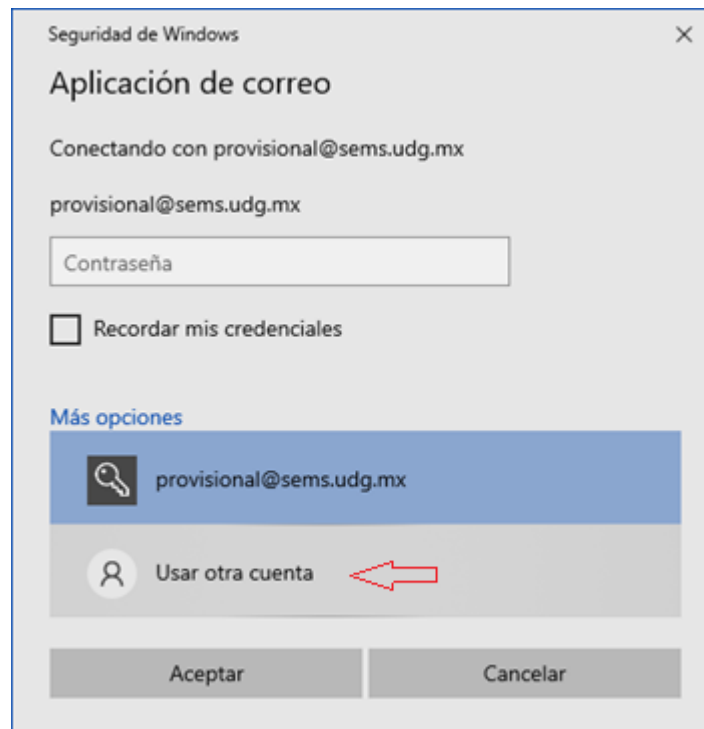 Seguridad de Windows
Aplicación de correo
Conectando con provisional@sems.udg.mx
provisional@sems.udg.mx
Contraseña
Recordar mis credenciales
Más opciones
provisional@sems.udg.mx
Usar otra cuenta
Aceptar
Cancelar